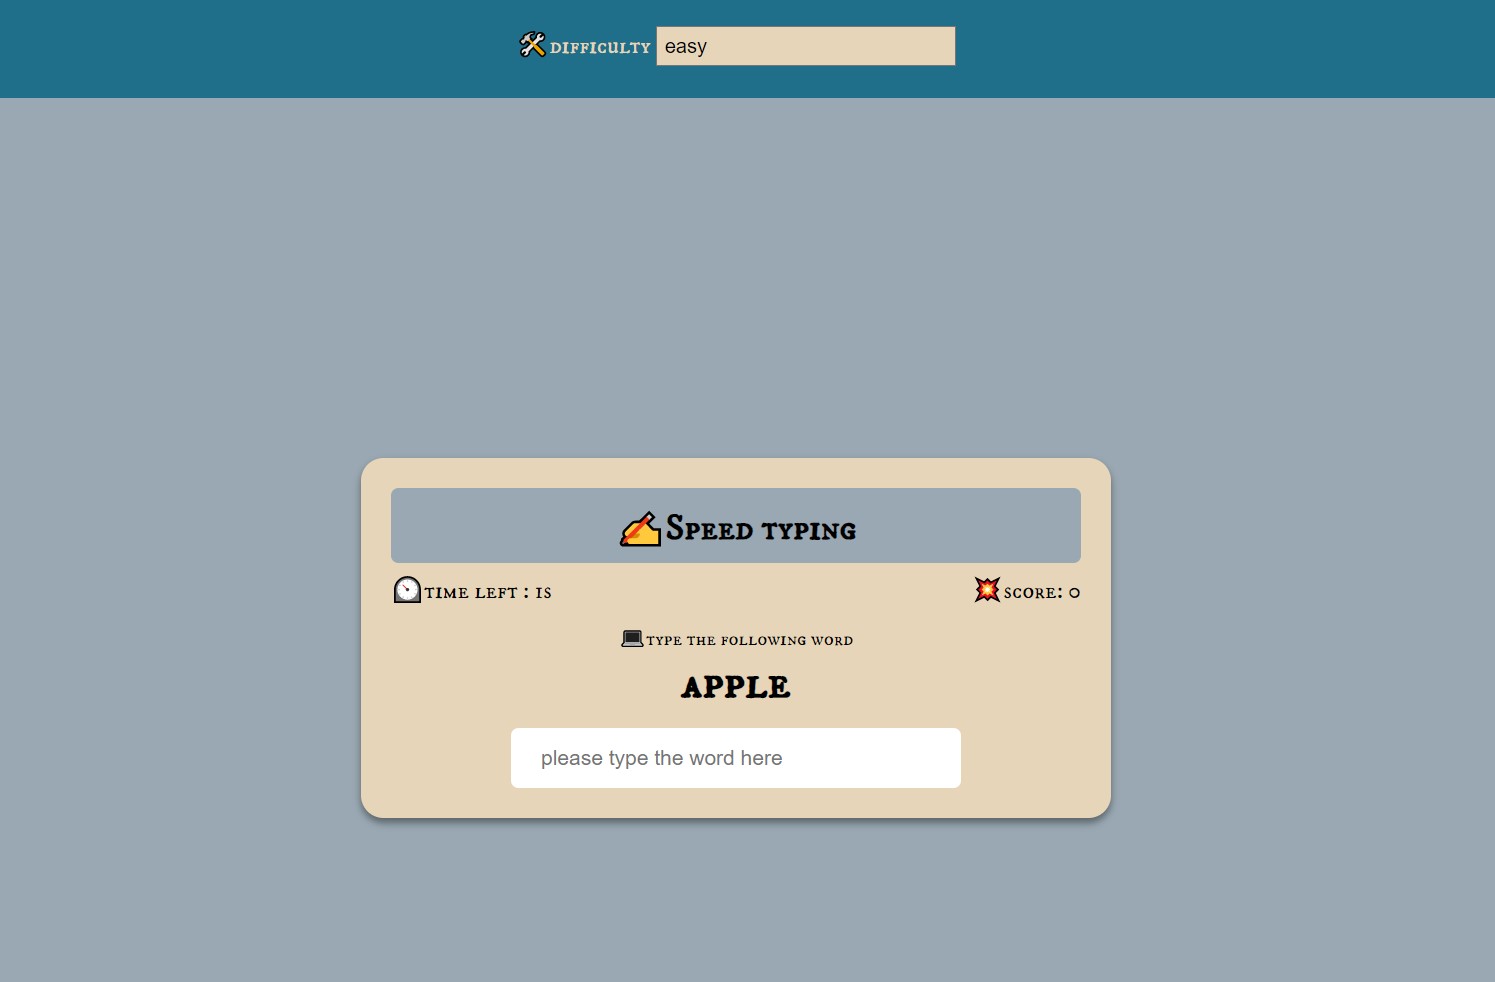 🛠️difficulty easy
✍️Speed typing
⏲️time left : 1s
💥score: 0
💻type the following word
apple
please type the word here